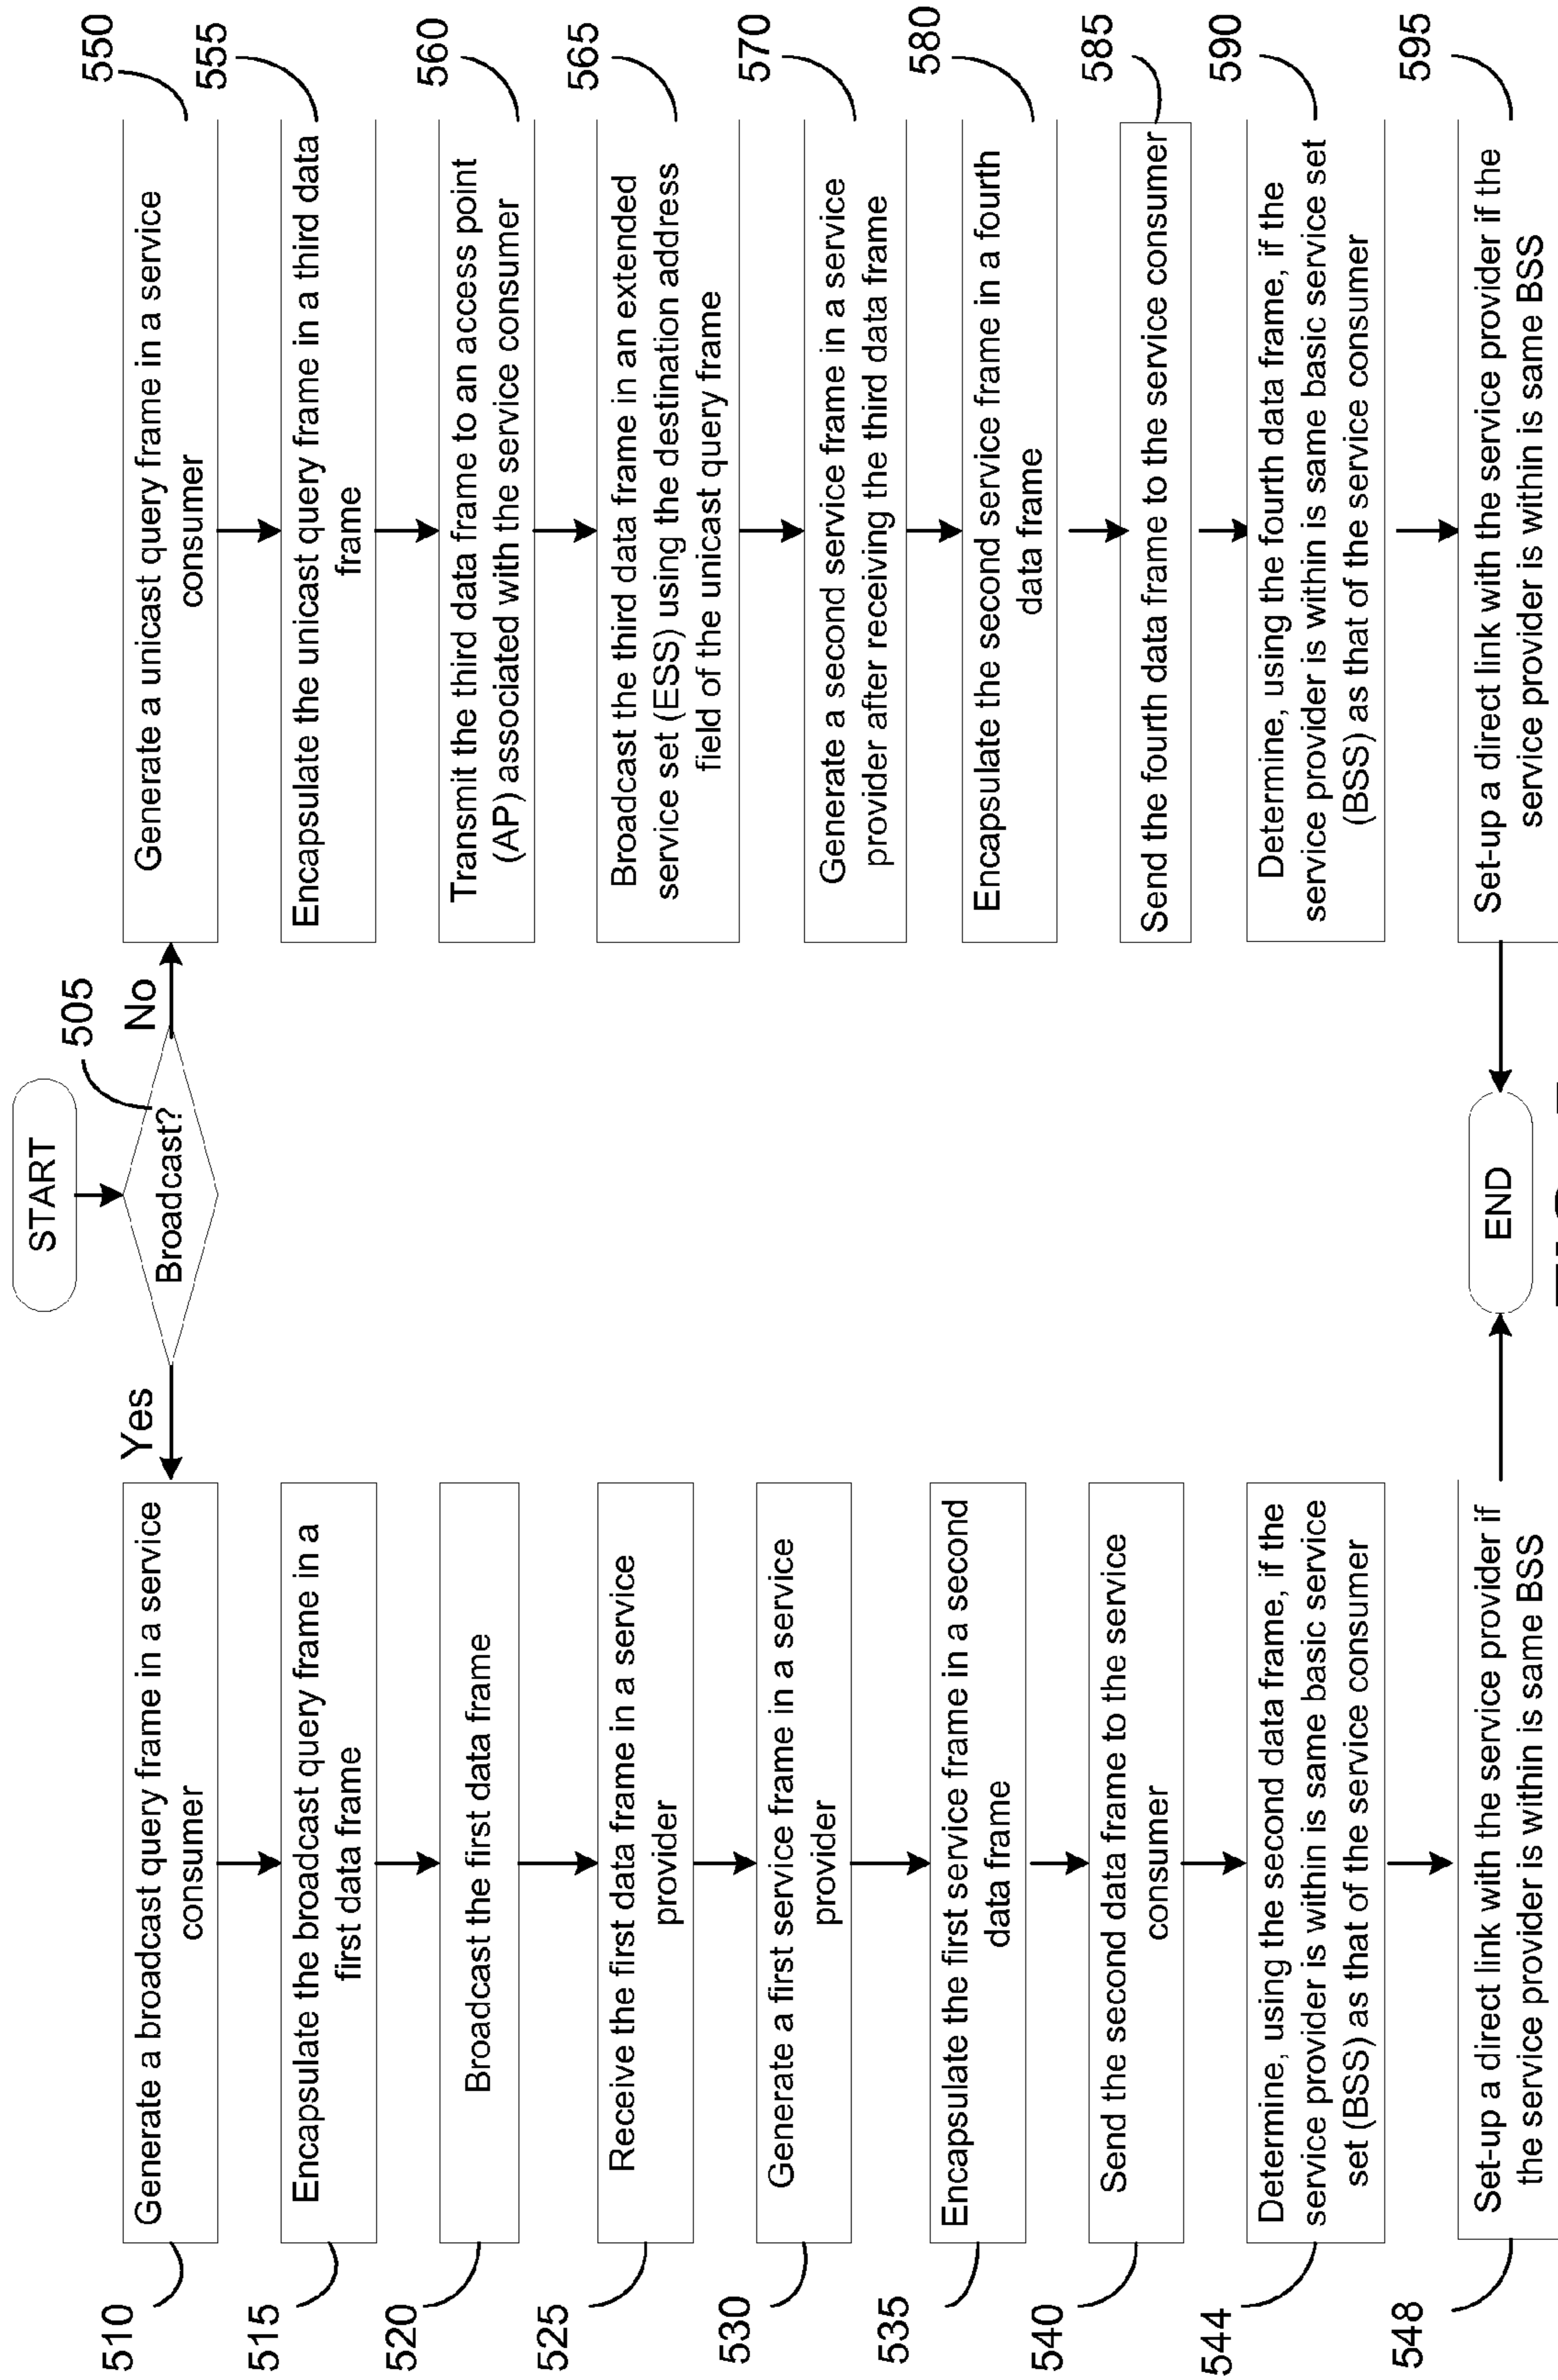 START
Broadcast?
505
Yes
No
510
Generate a broadcast query frame in a service
consumer
515
Encapsulate the broadcast query frame in a
first data frame
520
Broadcast the first data frame
525
Receive the first data frame in a service
provider
530
Generate a first service frame in a service
provider
535
Encapsulate the first service frame in a second
data frame
540
Send the second data frame to the service
consumer
544
Determine, using the second data frame, if the
service provider is within is same basic service
set (BSS) as that of the service consumer
548
Set-up a direct link with the service provider if
the service provider is within is same BSS
550
Generate a unicast query frame in a service
consumer
555
Encapsulate the unicast query frame in a third data
frame
560
Transmit the third data frame to an access point
(AP) associated with the service consumer
565
Broadcast the third data frame in an extended
service set (ESS) using the destination address
field of the unicast query frame
570
Generate a second service frame in a service
provider after receiving the third data frame
580
Encapsulate the second service frame in a fourth
data frame
585
Send the fourth data frame to the service consumer
590
Determine, using the fourth data frame, if the
service provider is within is same basic service set
(BSS) as that of the service consumer
595
Set-up a direct link with the service provider if the
service provider is within is same BSS
END